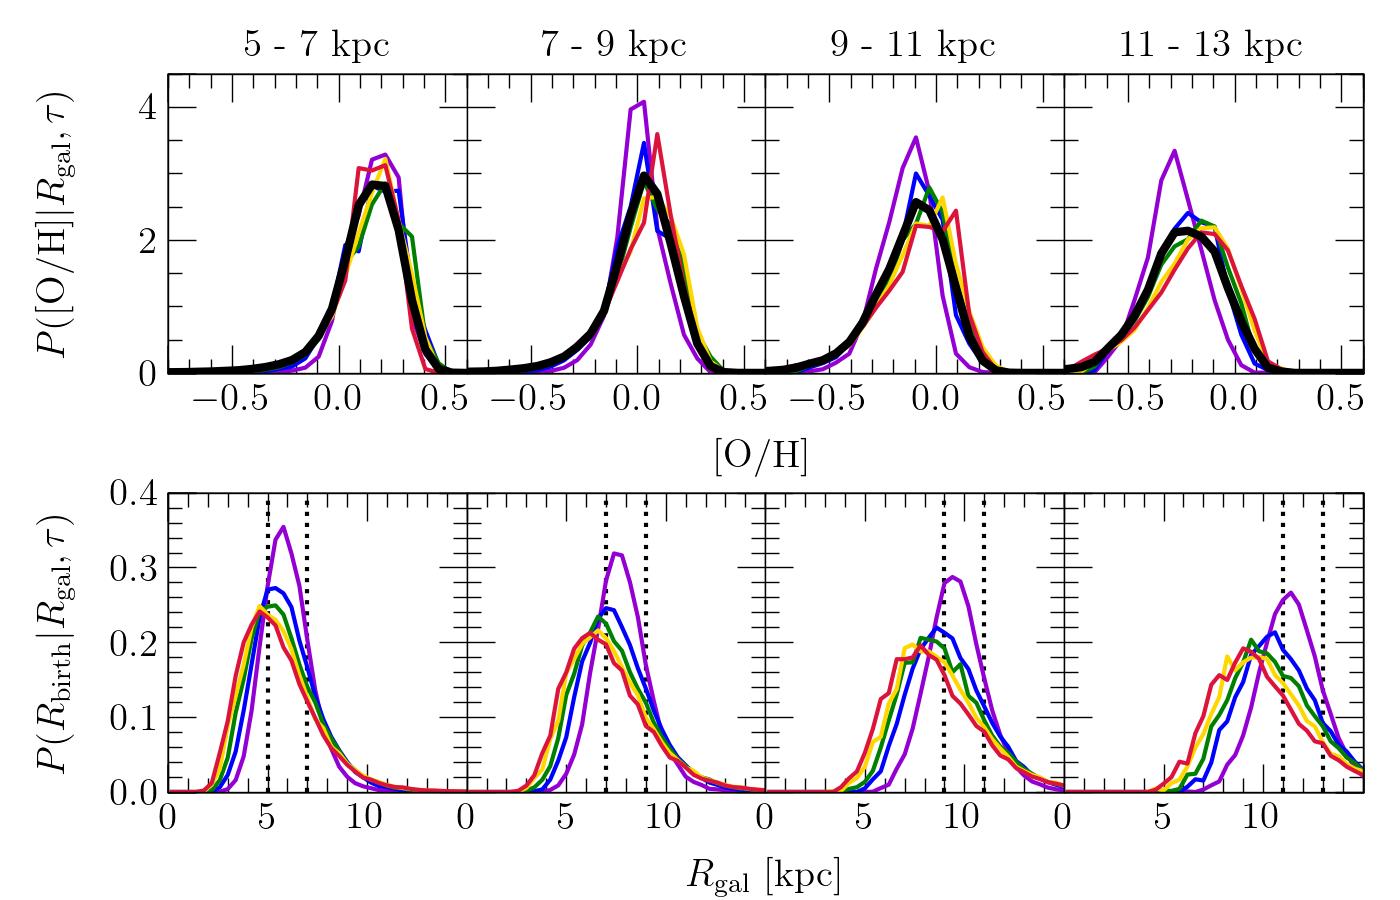 5 - 7 kpc 7 - 9 kpc 9 - 11 kpc 11 - 13 kpc
P([O/H]|R_gal, τ)
4
2
0
−0.5 0.0 0.5 −0.5 0.0 0.5 −0.5 0.0 0.5 −0.5 0.0 0.5
[O/H]
P(R_birth|R_gal, τ)
0.4
0.3
0.2
0.1
0.0
0 5 10 0 5 10 0 5 10 0 5 10
R_gal [kpc]